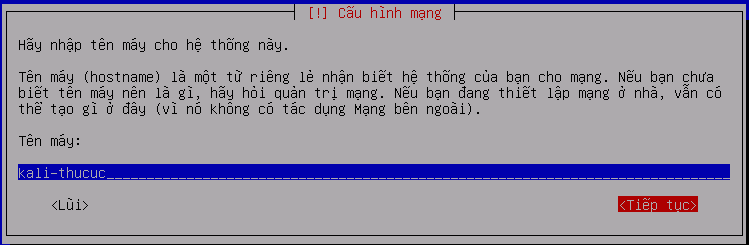 [!] Cấu hình mạng
Hãy nhập tên máy cho hệ thống này.
Tên máy (hostname) là một từ riêng lẻ nhận biết hệ thống của bạn cho mạng. Nếu bạn chưa
biết tên máy nên là gì, hãy hỏi quản trị mạng. Nếu bạn đang thiết lập mạng ở nhà, vẫn có
thể tạo gì ở đây (vì nó không có tác dụng Mạng bên ngoài).
Tên máy:
kali-thucuc
<Lùi> <Tiếp tục>